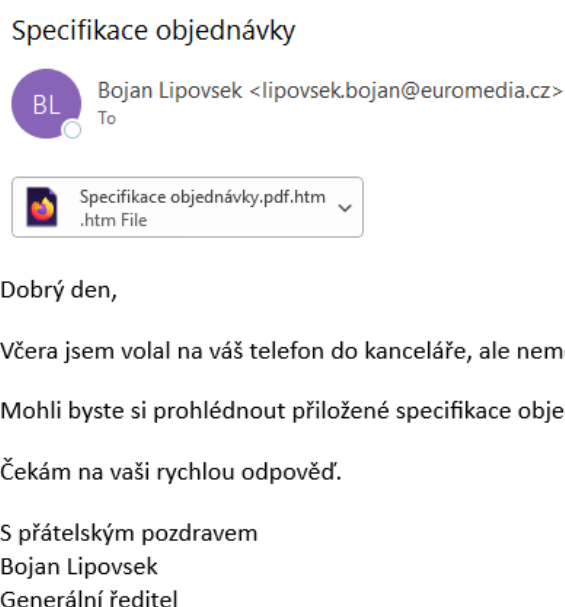 Specifikace objednávky
BL
Bojan Lipovsek <lipovsek.bojan@euromedia.cz>
To
Specifikace objednávky.pdf.htm
.htm File
Dobrý den,
Včera jsem volal na váš telefon do kanceláře, ale
Mohli byste si prohlédnout přiložené specifikace
Čekám na vaši rychlou odpověď.
S přátelským pozdravem
Bojan Lipovsek
Generální ředitel